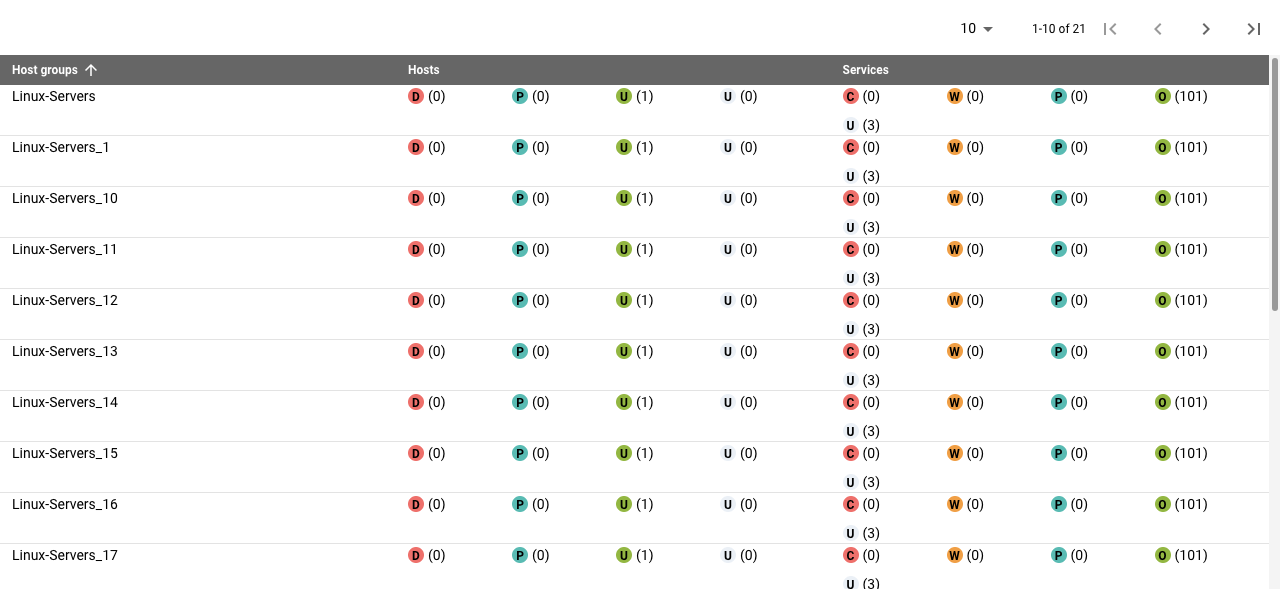 10 1-10 of 21
Host groups Hosts Services
Linux-Servers D (0) P (0) U (1) U (0) C (0) W (0) P (0) O (101)
U (3)
Linux-Servers_1 D (0) P (0) U (1) U (0) C (0) W (0) P (0) O (101)
U (3)
Linux-Servers_10 D (0) P (0) U (1) U (0) C (0) W (0) P (0) O (101)
U (3)
Linux-Servers_11 D (0) P (0) U (1) U (0) C (0) W (0) P (0) O (101)
U (3)
Linux-Servers_12 D (0) P (0) U (1) U (0) C (0) W (0) P (0) O (101)
U (3)
Linux-Servers_13 D (0) P (0) U (1) U (0) C (0) W (0) P (0) O (101)
U (3)
Linux-Servers_14 D (0) P (0) U (1) U (0) C (0) W (0) P (0) O (101)
U (3)
Linux-Servers_15 D (0) P (0) U (1) U (0) C (0) W (0) P (0) O (101)
U (3)
Linux-Servers_16 D (0) P (0) U (1) U (0) C (0) W (0) P (0) O (101)
U (3)
Linux-Servers_17 D (0) P (0) U (1) U (0) C (0) W (0) P (0) O (101)
U (3)